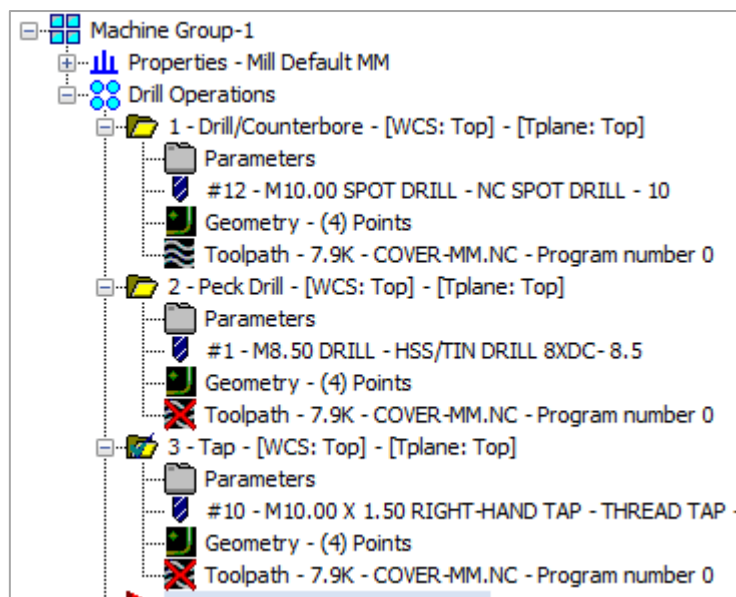 Machine Group-1
Properties - Mill Default MM
Drill Operations
1 - Drill/Counterbore - [WCS: Top] - [Tplane: Top]
Parameters
#12 - M10.00 SPOT DRILL - NC SPOT DRILL - 10
Geometry - (4) Points
Toolpath - 7.9K - COVER-MM.NC - Program number 0
2 - Peck Drill - [WCS: Top] - [Tplane: Top]
Parameters
#1 - M8.50 DRILL - HSS/TIN DRILL 8XDC- 8.5
Geometry - (4) Points
Toolpath - 7.9K - COVER-MM.NC - Program number 0
3 - Tap - [WCS: Top] - [Tplane: Top]
Parameters
#10 - M10.00 X 1.50 RIGHT-HAND TAP - THREAD TAP -
Geometry - (4) Points
Toolpath - 7.9K - COVER-MM.NC - Program number 0